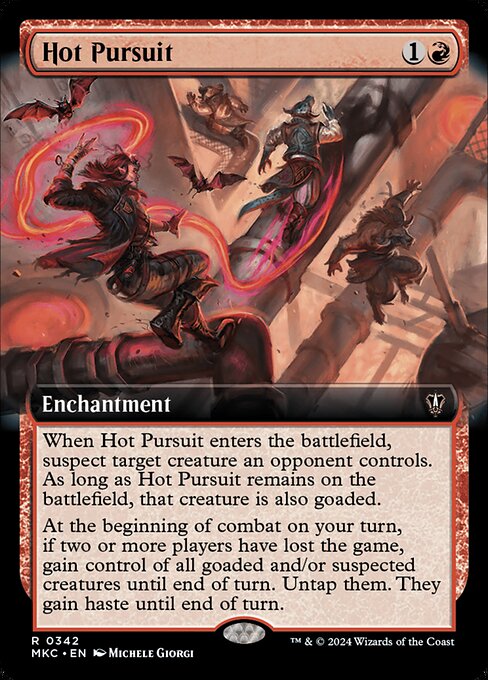 Hot Pursuit 1
Enchantment
When Hot Pursuit enters the battlefield,
suspect target creature an opponent controls.
As long as Hot Pursuit remains on the
battlefield, that creature is also goaded.
At the beginning of combat on your turn,
if two or more players have lost the game,
gain control of all goaded and/or suspected
creatures until end of turn. Untap them. They
gain haste until end of turn.
R 0342
™ & © 2024 Wizards of the Coast
MKC • EN Michele Giorgi